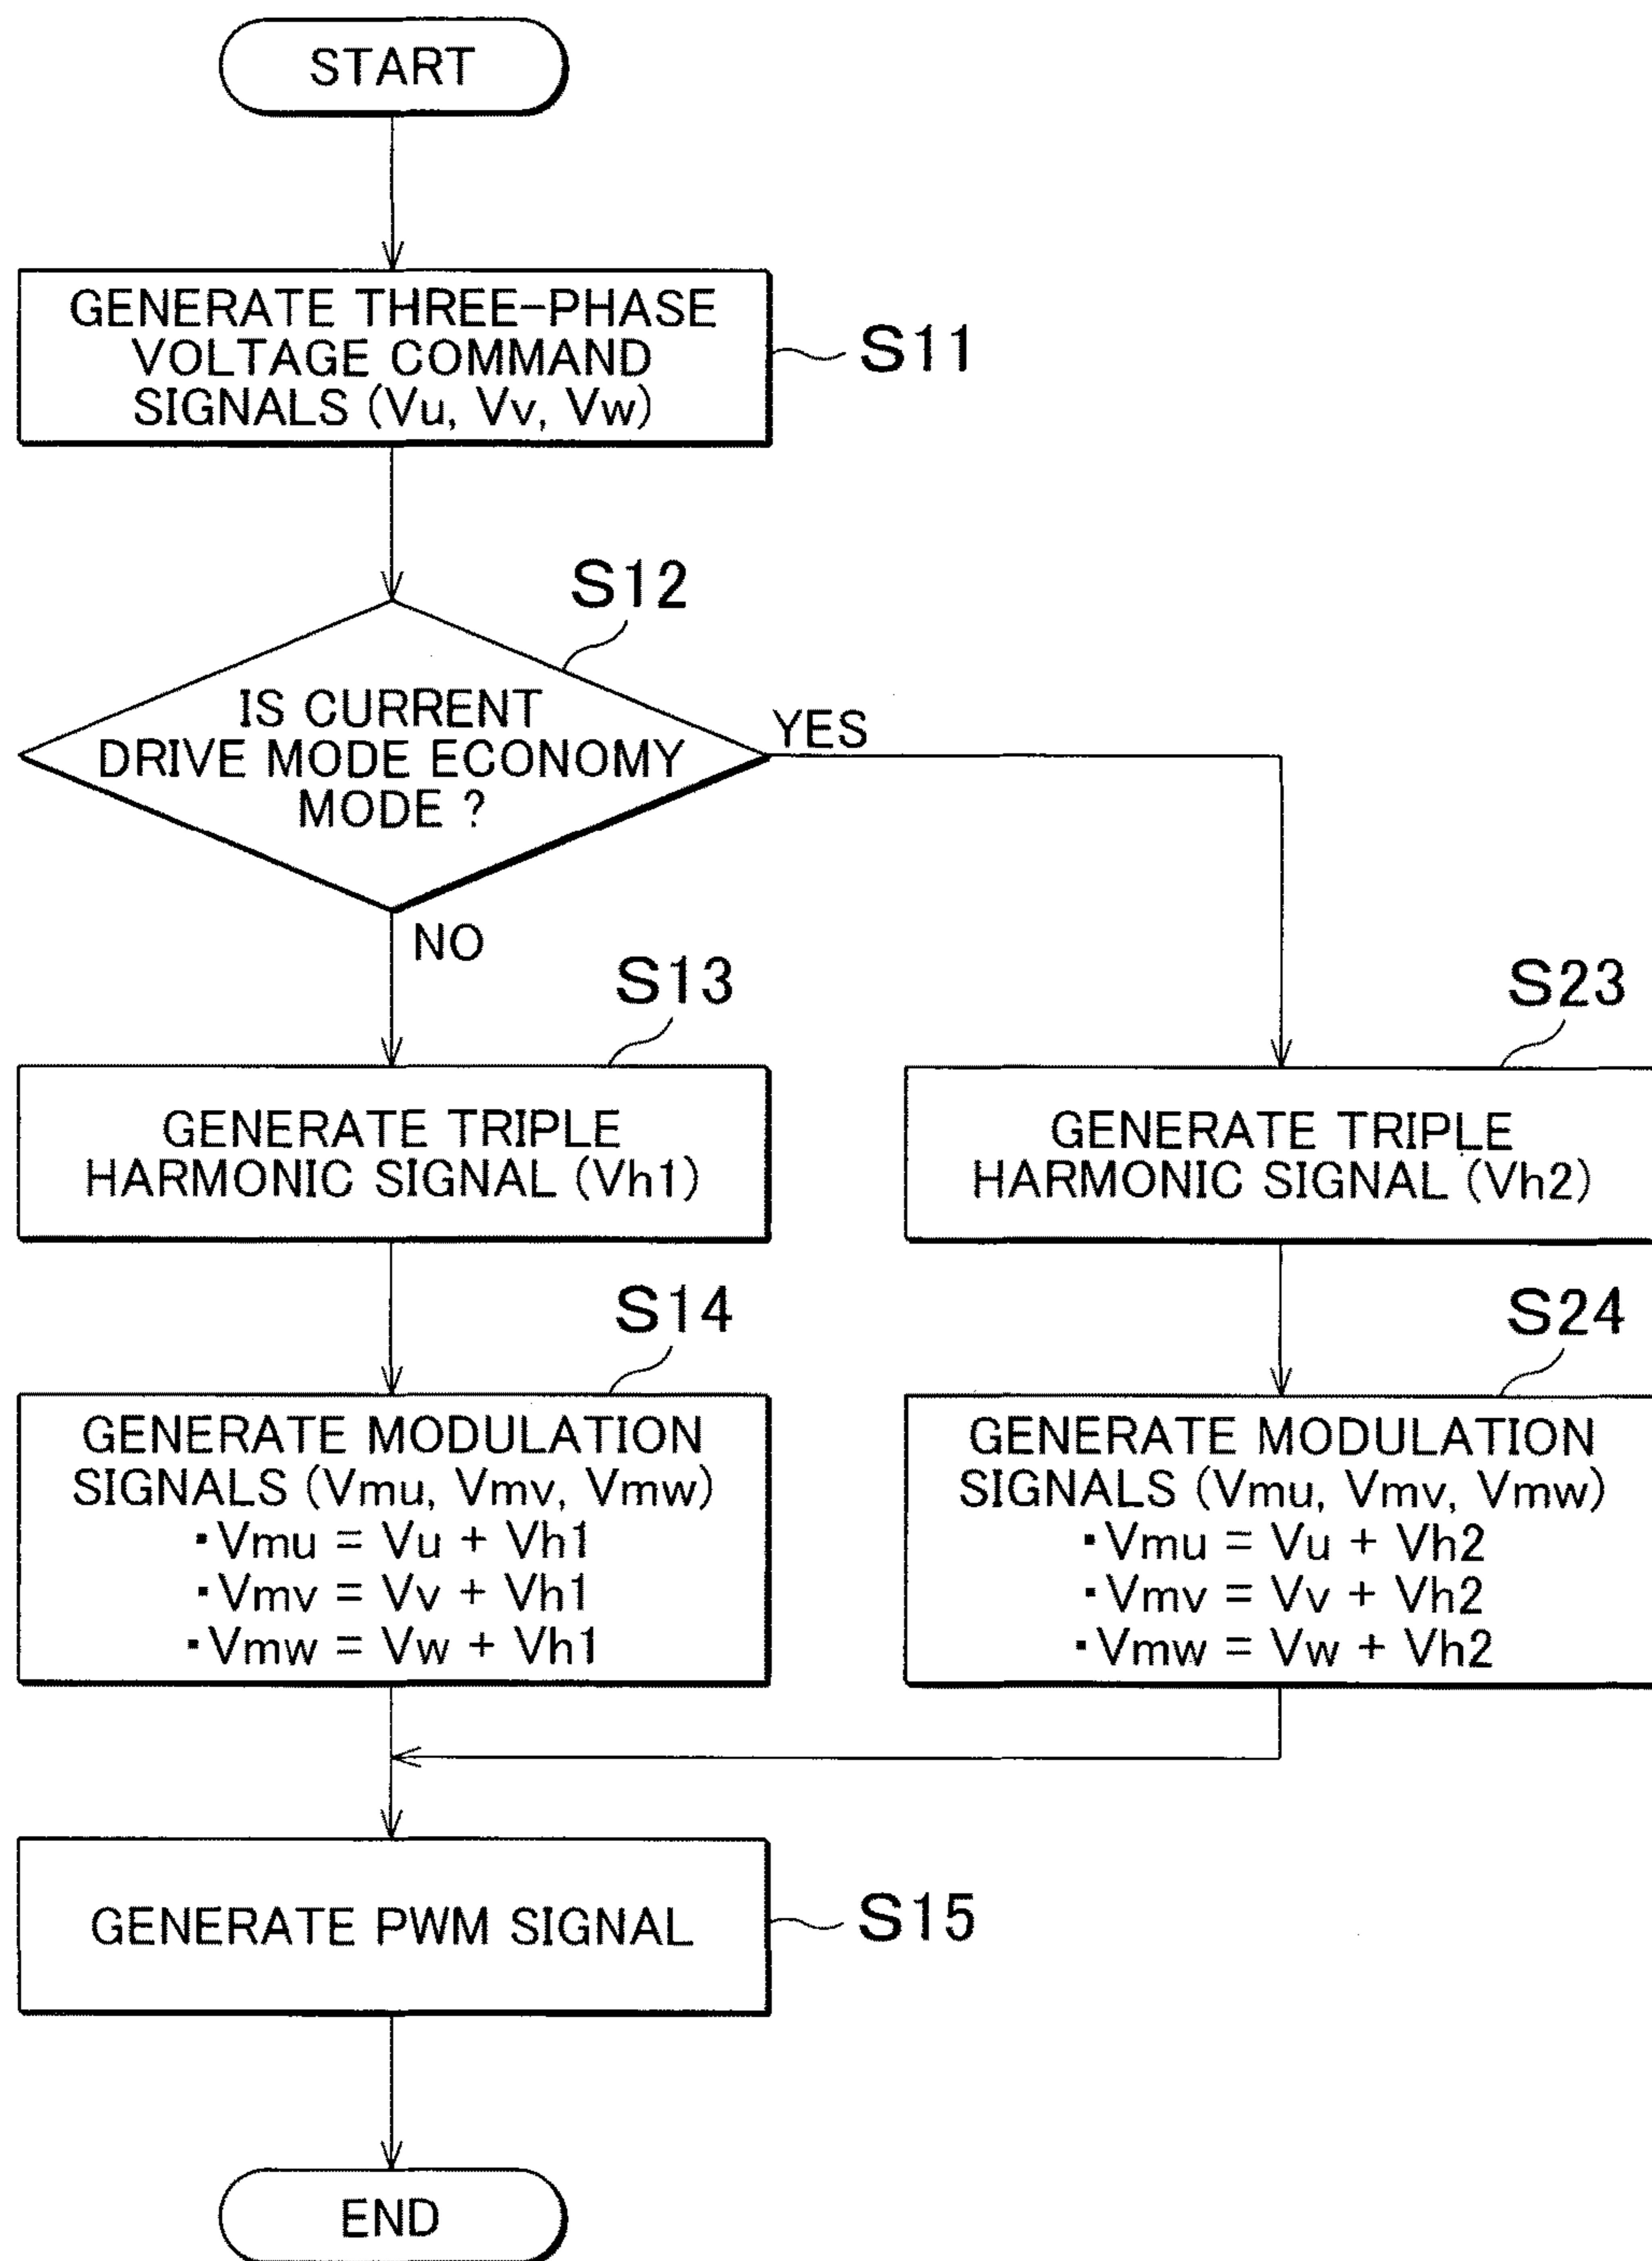 START
GENERATE THREE-PHASE
VOLTAGE COMMAND
SIGNALS (Vu, Vv, Vw)
S11
S12
IS CURRENT
DRIVE MODE ECONOMY
MODE ?
YES
NO
S13
GENERATE TRIPLE
HARMONIC SIGNAL (Vh1)
S23
GENERATE TRIPLE
HARMONIC SIGNAL (Vh2)
S14
GENERATE MODULATION
SIGNALS (Vmu, Vmv, Vmw)
・Vmu = Vu + Vh1
・Vmv = Vv + Vh1
・Vmw = Vw + Vh1
S24
GENERATE MODULATION
SIGNALS (Vmu, Vmv, Vmw)
・Vmu = Vu + Vh2
・Vmv = Vv + Vh2
・Vmw = Vw + Vh2
GENERATE PWM SIGNAL
S15
END